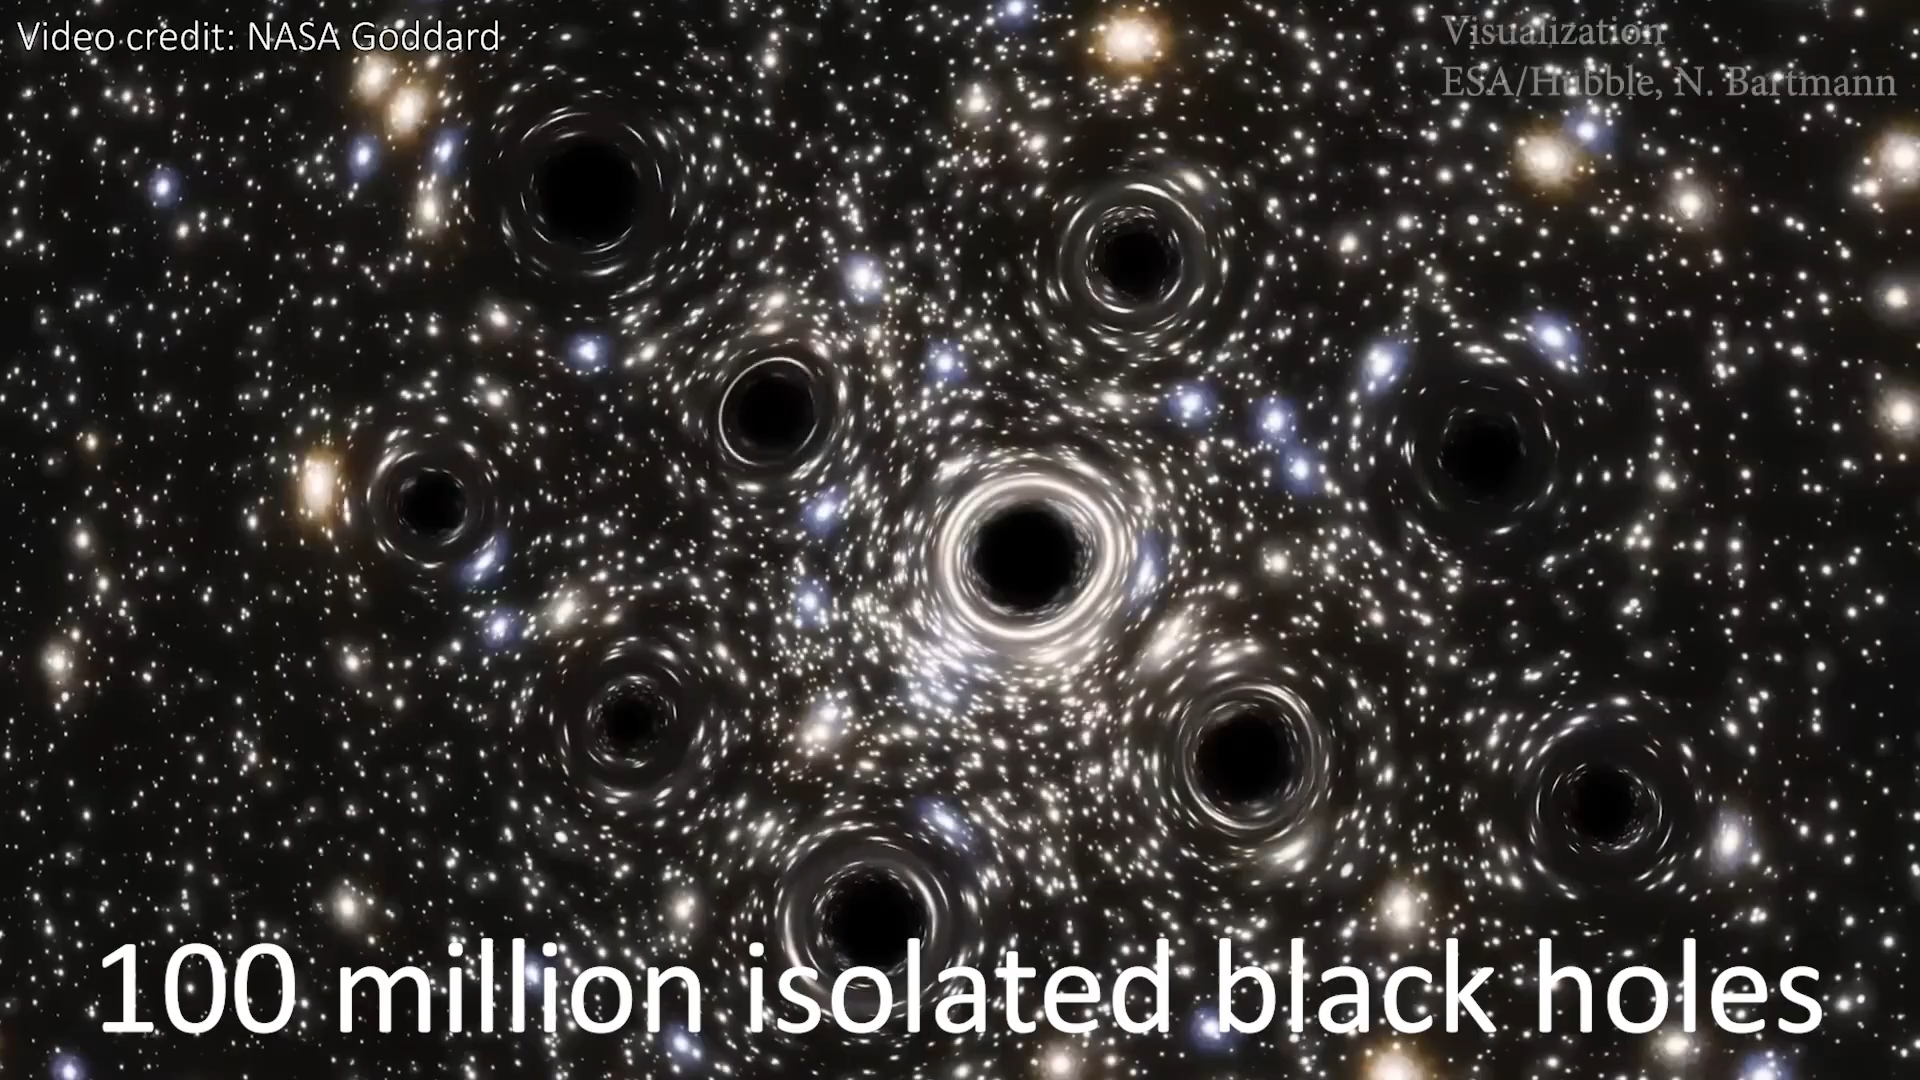 Video credit: NASA Goddard
Visualization
ESA/Hubble, N. Bartmann
100 million isolated black holes